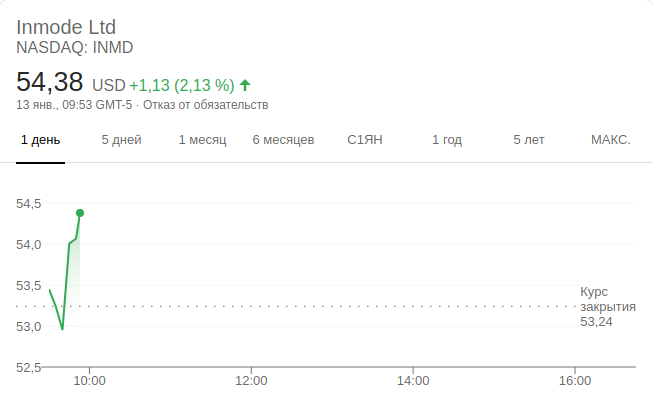 Inmode Ltd
NASDAQ: INMD
54,38 USD +1,13 (2,13 %)
13 янв., 09:53 GMT-5 · Отказ от обязательств
1 день 5 дней 1 месяц 6 месяцев С1ЯН 1 год 5 лет МАКС.
54,5
54,0
53,5
Курс
закрытия
53,24
53,0
52,5
10:00 12:00 14:00 16:00